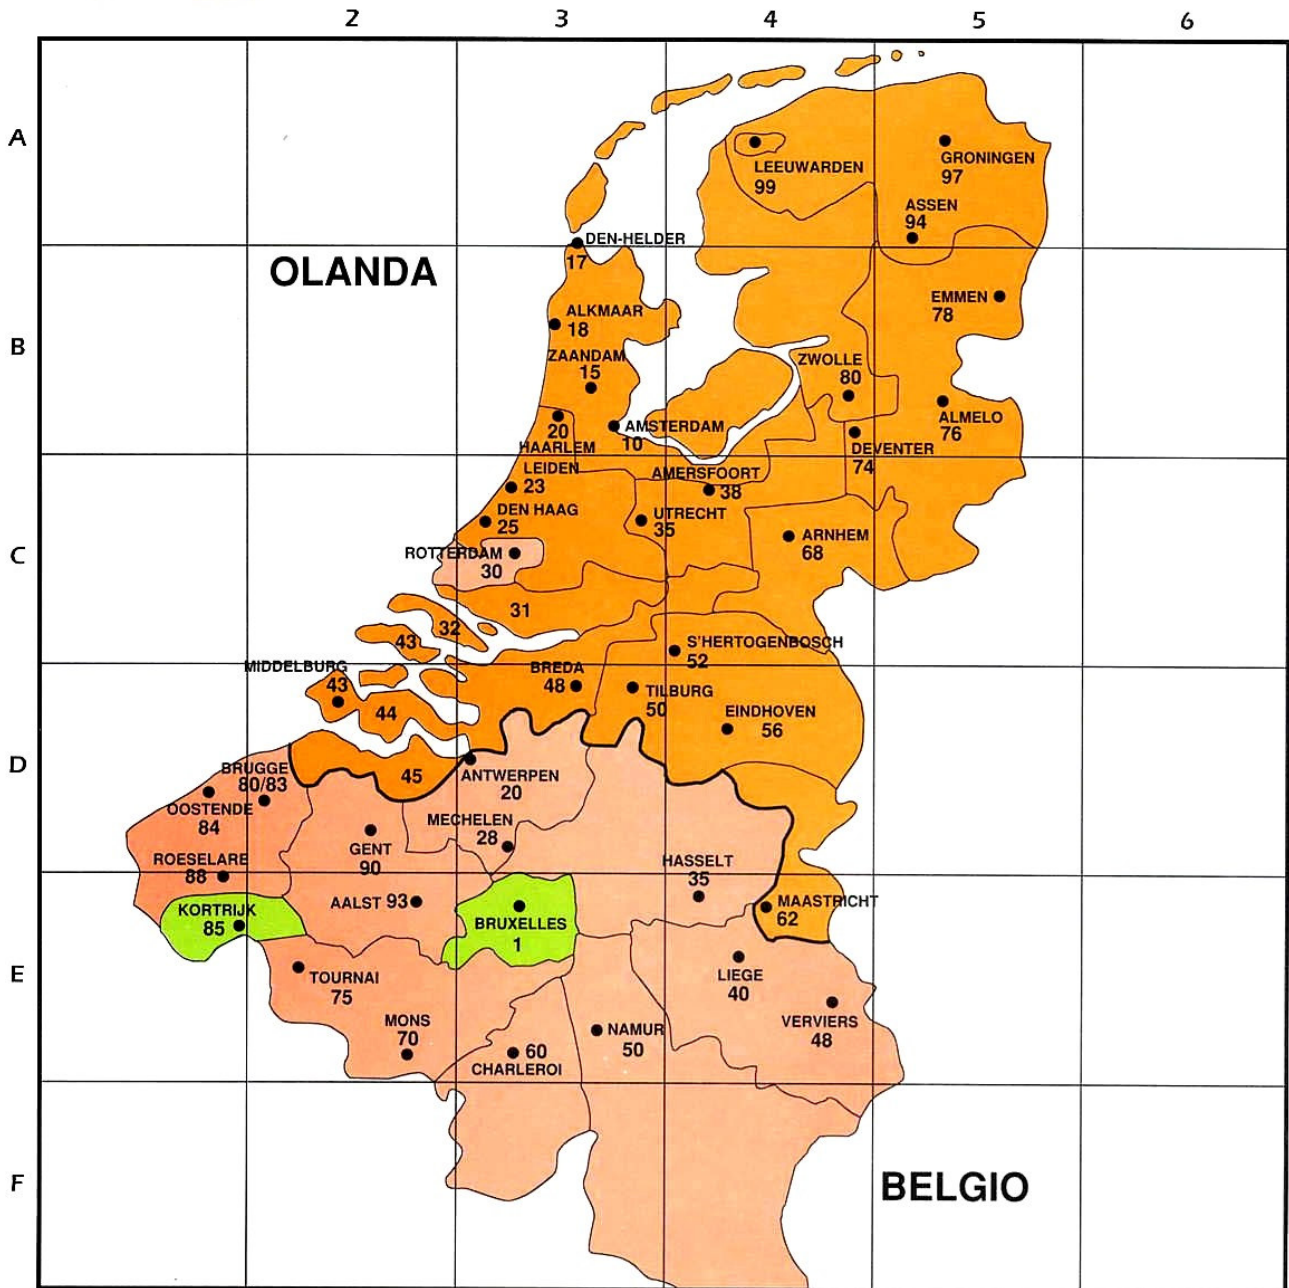 2 3 4 5 6
A
LEEUWARDEN
99
GRONINGEN
97
ASSEN
94
DEN-HELDER
17
OLANDA
EMMEN
78
ALKMAAR
18
B
ZAANDAM
15
ZWOLLE
80
ALMELO
76
20
HAARLEM
AMSTERDAM
10
DEVENTER
74
LEIDEN
23
AMERSFOORT
38
DEN HAAG
25
UTRECHT
35
ARNHEM
68
C
ROTTERDAM
30
31
32
43
S'HERTOGENBOSCH
52
MIDDELBURG
43
BREDA
48
TILBURG
50
44
EINDHOVEN
56
D
45
BRUGGE
80/83
ANTWERPEN
20
OOSTENDE
84
MECHELEN
28
GENT
90
ROESELARE
88
HASSELT
35
AALST 93
MAASTRICHT
62
KORTRIJK
85
BRUXELLES
1
E
TOURNAI
75
LIEGE
40
MONS
70
VERVIERS
48
NAMUR
50
60
CHARLEROI
F
BELGIO